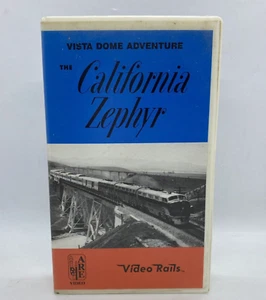 VISTA DOME ADVENTURE
THE California
Zephyr
Video Rails